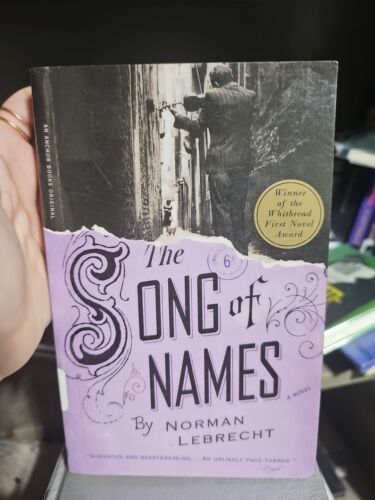 AN ANCHOR BOOKS ORIGINAL
Winner
of the
Whitbread
First Novel
Award
The
6
SONG of
NAMES
A NOVEL
By NORMAN
LEBRECHT
"GORGEOUS AND HEARTBREAKING.... AN UNLIKELY PAGE-TURNER."